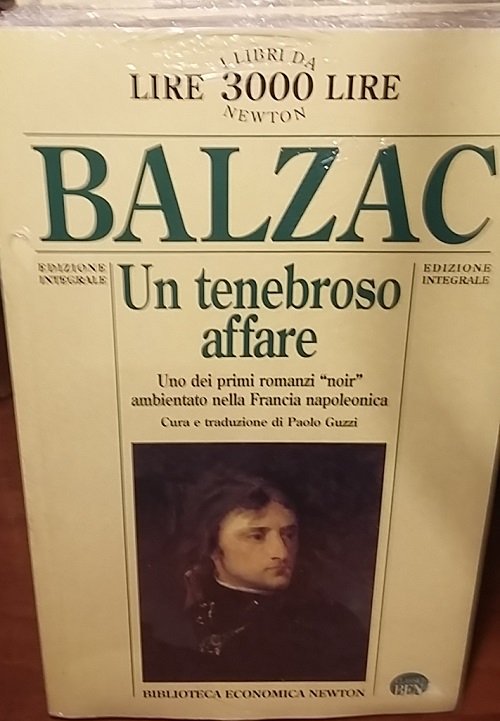 I LIBRI DA
LIRE 3000 LIRE
NEWTON
BALZAC
EDIZIONE
INTEGRALE
Un tenebroso
affare
EDIZIONE
INTEGRALE
Uno dei primi romanzi “noir”
ambientato nella Francia napoleonica
Cura e traduzione di Paolo Guzzi
BIBLIOTECA ECONOMICA NEWTON
BEN